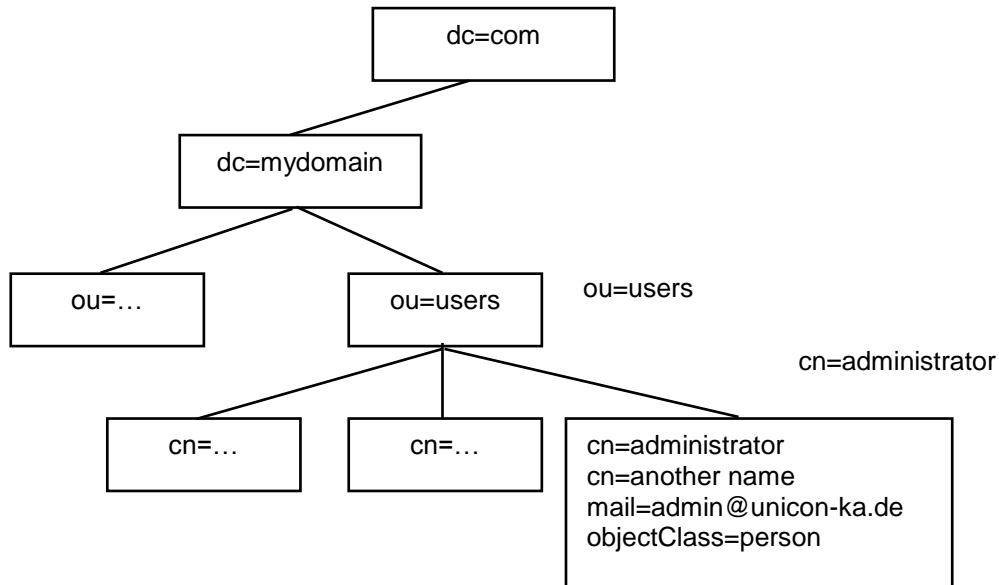 dc=com
dc=mydomain
ou=…
ou=users
ou=users
cn=administrator
cn=…
cn=…
cn=administrator
cn=another name
mail=admin@unicon-ka.de
objectClass=person